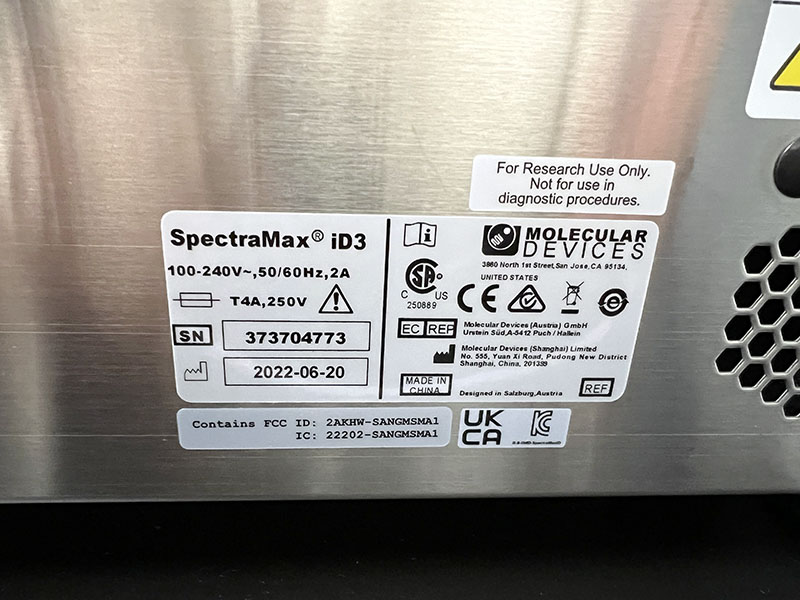 For Research Use Only.
Not for use in
diagnostic procedures.
SpectraMax® iD3
100-240V~,50/60Hz,2A
T4A,250V
SN 373704773
2022-06-20
MOLECULAR
DEVICES
3860 North 1st Street,San Jose,CA 95134,
UNITED STATES
C US
250889
CE
EC REP
Molecular Devices (Austria) GmbH
Urstein Süd,A-5412 Puch / Hallein
Molecular Devices (Shanghai) Limited
No. 555, Yuan Xi Road, Pudong New District
Shanghai, China,
MADE IN
CHINA
Designed in Salzburg,Austria
REF
Contains FCC ID: 2AKHW-SANGMSMA1
IC: 22202-SANGMSMA1
UK
CA